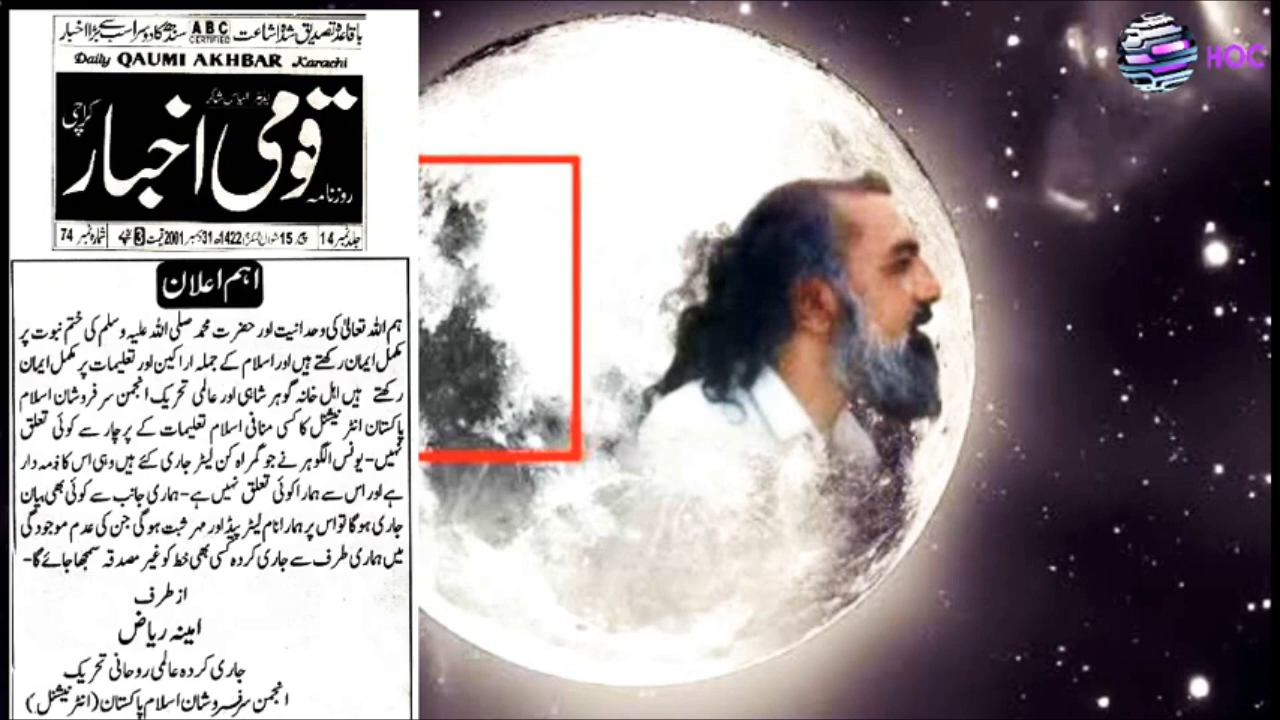 باقاعدہ تصدیق شدہ اشاعت ABC CERTIFIED سندھ کا دوسرا سب سے بڑا اخبار
Daily QAUMI AKHBAR Karachi
ایڈیٹر الیاس شاکر
روزنامہ قومی اخبار کراچی
جلد نمبر 14 پیر 15 شوال المکرم 1422ھ 31 دسمبر 2001 قیمت 3 روپے شمارہ نمبر 74
اہم اعلان
ہم اللہ تعالیٰ کی وحدانیت اور حضرت محمد صلی اللہ علیہ وسلم کی ختم نبوت پر
مکمل ایمان رکھتے ہیں اور اسلام کے جملہ اراکین اور تعلیمات پر مکمل ایمان
رکھتے ہیں اہل خانہ گوہر شاہی اور عالمی تحریک انجمن سرفروشان اسلام
پاکستان انٹرنیشنل کا کسی منافی اسلام تعلیمات کے پرچار سے کوئی تعلق
نہیں۔ یونس الگوہر نے جو گمراہ کن لیٹر جاری کئے ہیں وہی اس کا ذمہ دار
ہے اور اس سے ہمارا کوئی تعلق نہیں ہے۔ ہماری جانب سے کوئی بھی بیان
جاری ہوگا تو اس پر ہمارا نام لیٹر پیڈ اور مہر ثبت ہوگی جن کی عدم موجودگی
میں ہماری طرف سے جاری کردہ کسی بھی خط کو غیر مصدقہ سمجھا جائے گا۔
از طرف
امینہ ریاض
جاری کردہ عالمی روحانی تحریک
انجمن سرفروشان اسلام پاکستان (انٹرنیشنل)
HOC